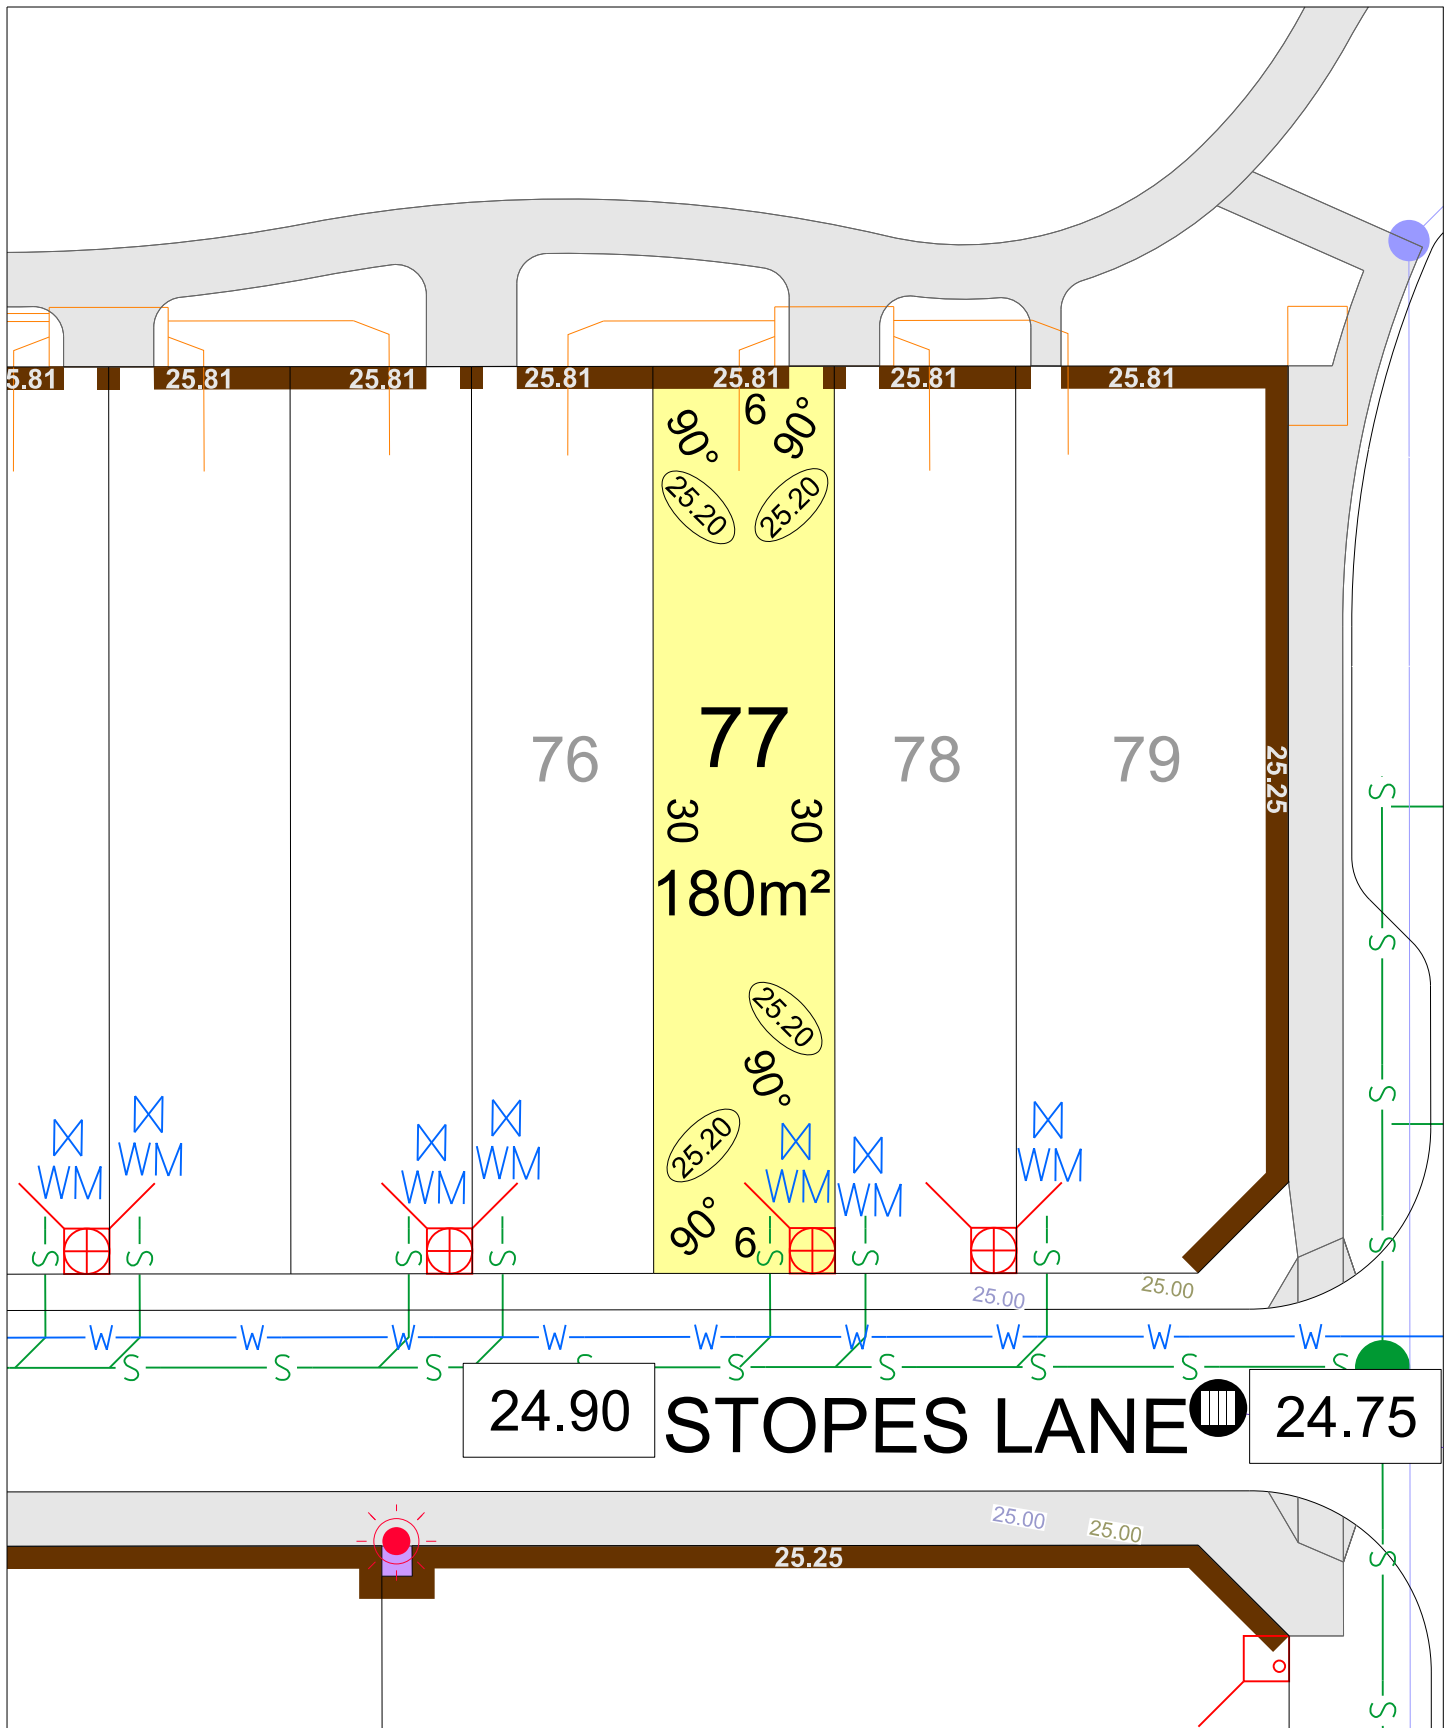 5.81 25.81 25.81 25.81 25.81 25.81 25.81
6
90° 90°
25.20 25.20
76 77 78 79
25.25
30 30
180m²
25.20
90°
25.20
WM WM WM WM WM WM WM
90° 6
S S S S S S S
S
S
S
S
25.00 25.00
W W W W W W W W W
S S S S S S S S S
24.90 STOPES LANE 24.75
25.00 25.00
25.25
S
S